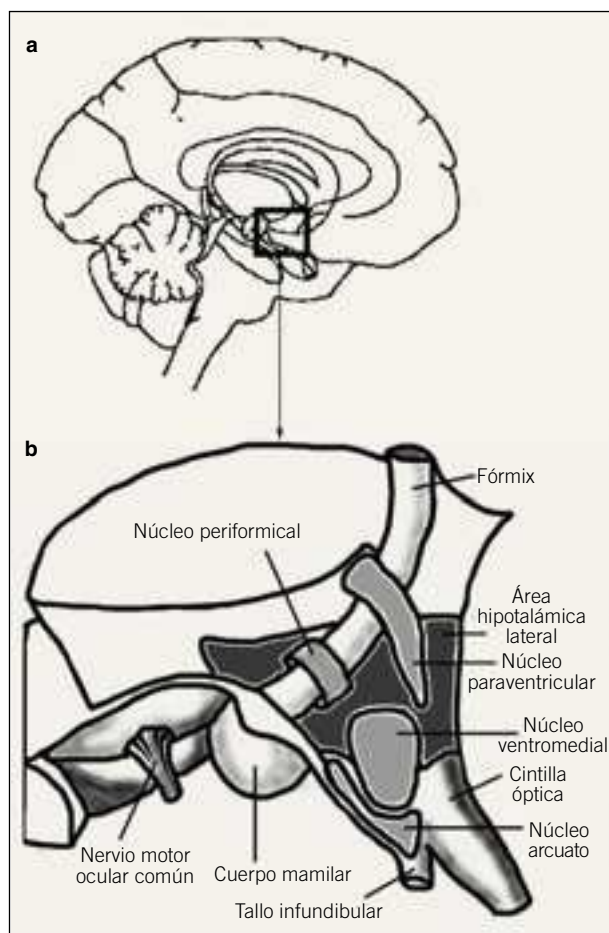 a
b
Fórmix
Núcleo periformical
Área
hipotalámica
lateral
Núcleo
paraventricular
Núcleo
ventromedial
Cintilla
óptica
Núcleo
arcuato
Nervio motor
ocular común
Cuerpo mamilar
Tallo infundibular